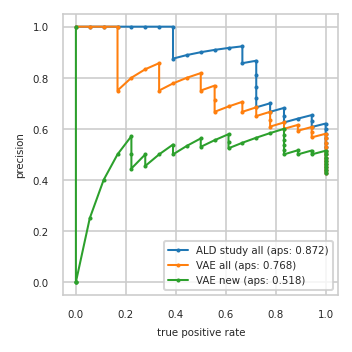 1.0
0.8
0.6
0.4
0.2
0.0
precision
ALD study all (aps: 0.872)
VAE all (aps: 0.768)
VAE new (aps: 0.518)
0.0 0.2 0.4 0.6 0.8 1.0
true positive rate